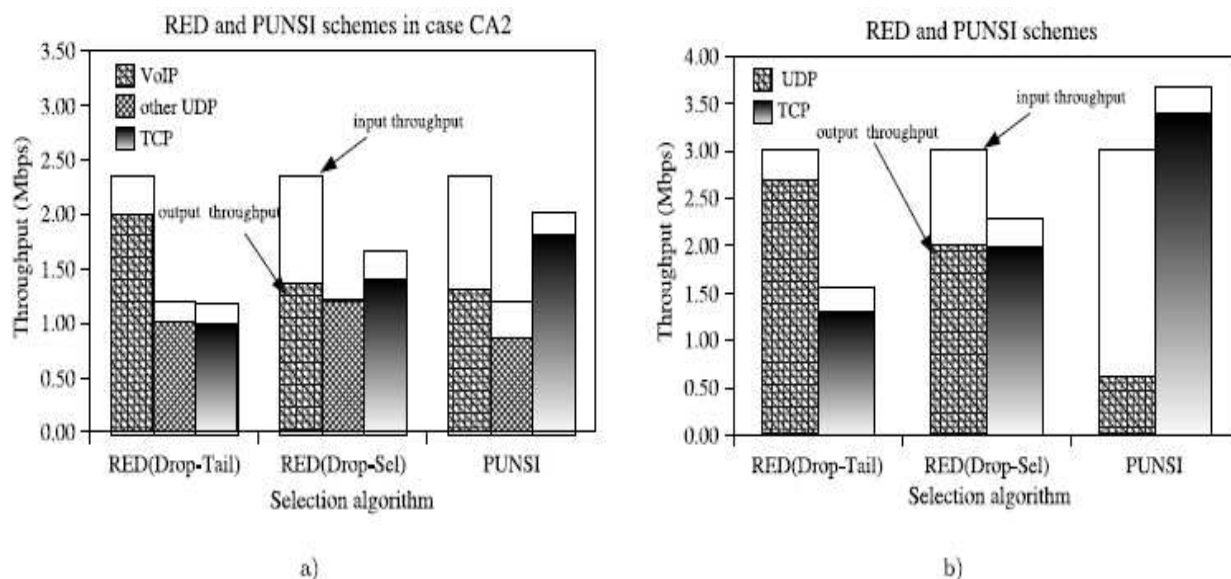 RED and PUNSI schemes in case CA2
3.50
3.00
2.50
2.00
1.50
1.00
0.50
0.00
Throughput (Mbps)
VoIP
other UDP
TCP
input throughput
output throughput
RED(Drop-Tail)
RED(Drop-Sel)
PUNSI
Selection algorithm
a)
RED and PUNSI schemes
4.00
3.50
3.00
2.50
2.00
1.50
1.00
0.50
0.00
Throughput (Mbps)
UDP
TCP
input throughput
output throughput
RED(Drop-Tail)
RED(Drop-Sel)
PUNSI
Selection algorithm
b)